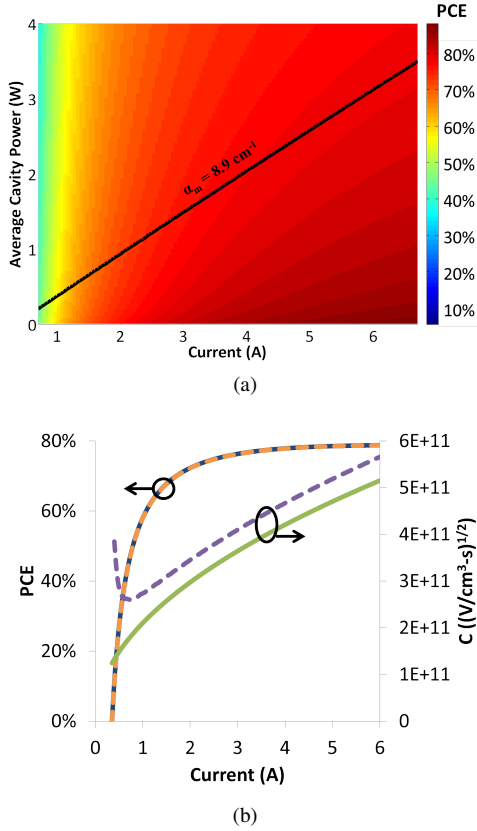 PCE
Average Cavity Power (W)
4
3
2
1
0
αm = 8.9 cm-1
1 2 3 4 5 6
Current (A)
80%
70%
60%
50%
40%
30%
20%
10%
(a)
PCE
80%
60%
40%
20%
0%
6E+11
5E+11
4E+11
3E+11
2E+11
1E+11
0
C ((V/cm3-s)1/2)
0 1 2 3 4 5 6
Current (A)
(b)